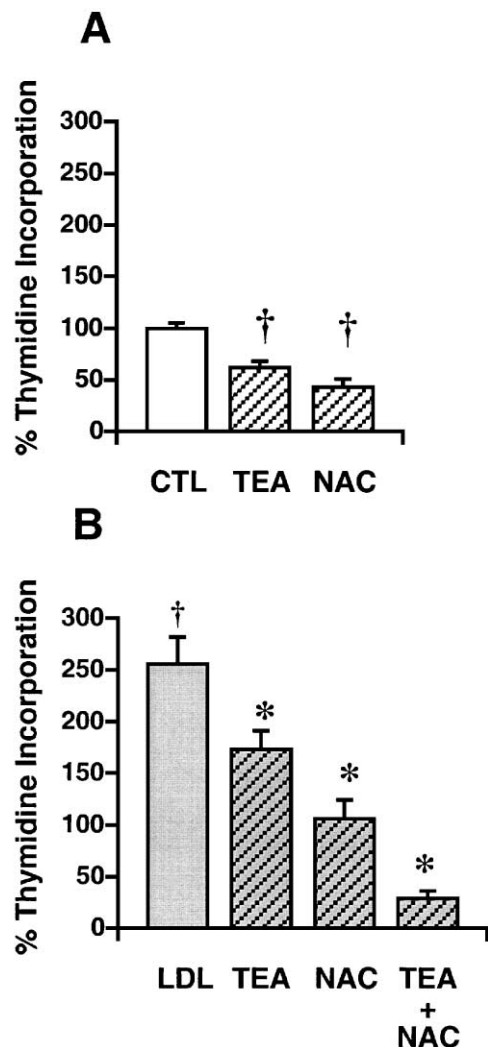 A
% Thymidine Incorporation
300
250
200
150
100
50
0
† †
CTL TEA NAC
B
% Thymidine Incorporation
300
250
200
150
100
50
0
†
*
*
*
LDL TEA NAC TEA
+
NAC